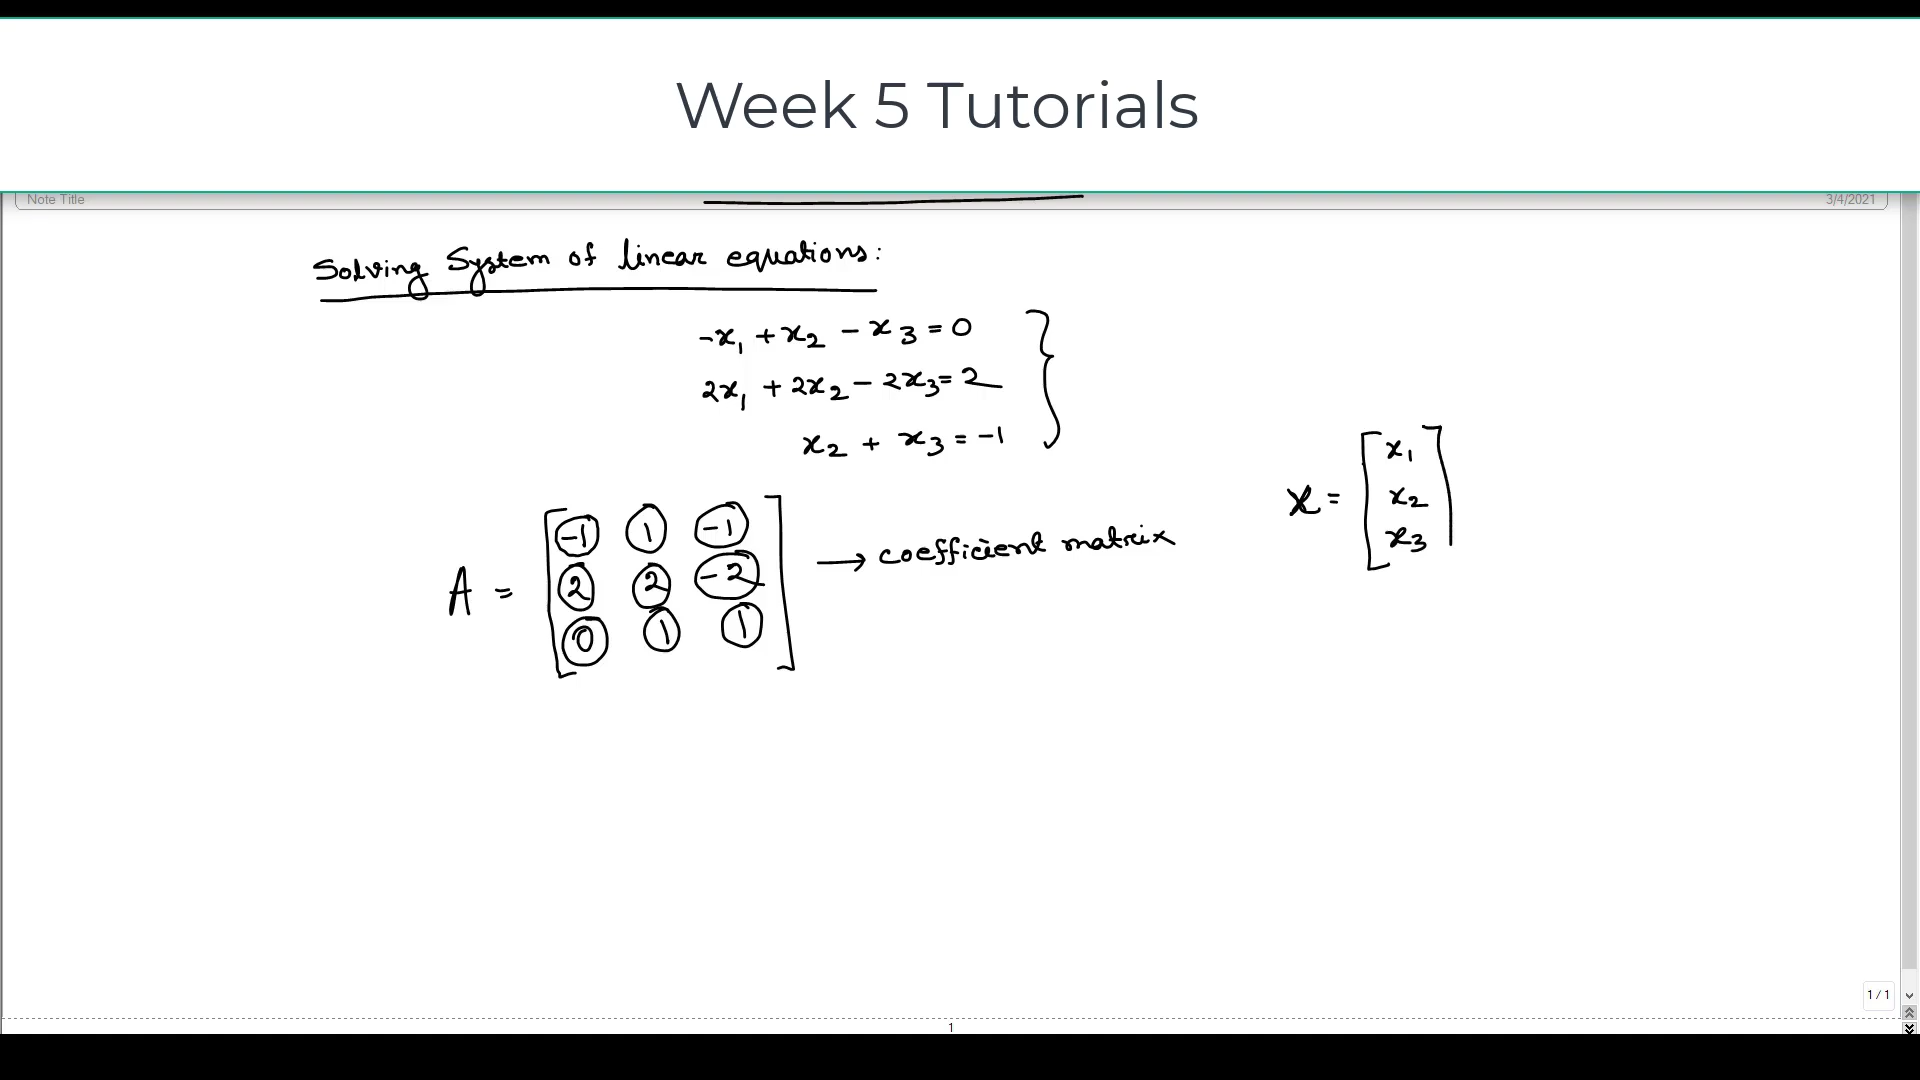 Week 5 Tutorials
Note Title
3/4/2021
Solving System of linear equations:
-x₁ + x₂ - x₃ = 0
2x₁ + 2x₂ - 2x₃ = 2
x₂ + x₃ = -1
A = [ -1 1 -1
2 2 -2
0 1 1 ] → coefficient matrix
x = [ x₁
x₂
x₃ ]
1 / 1
1